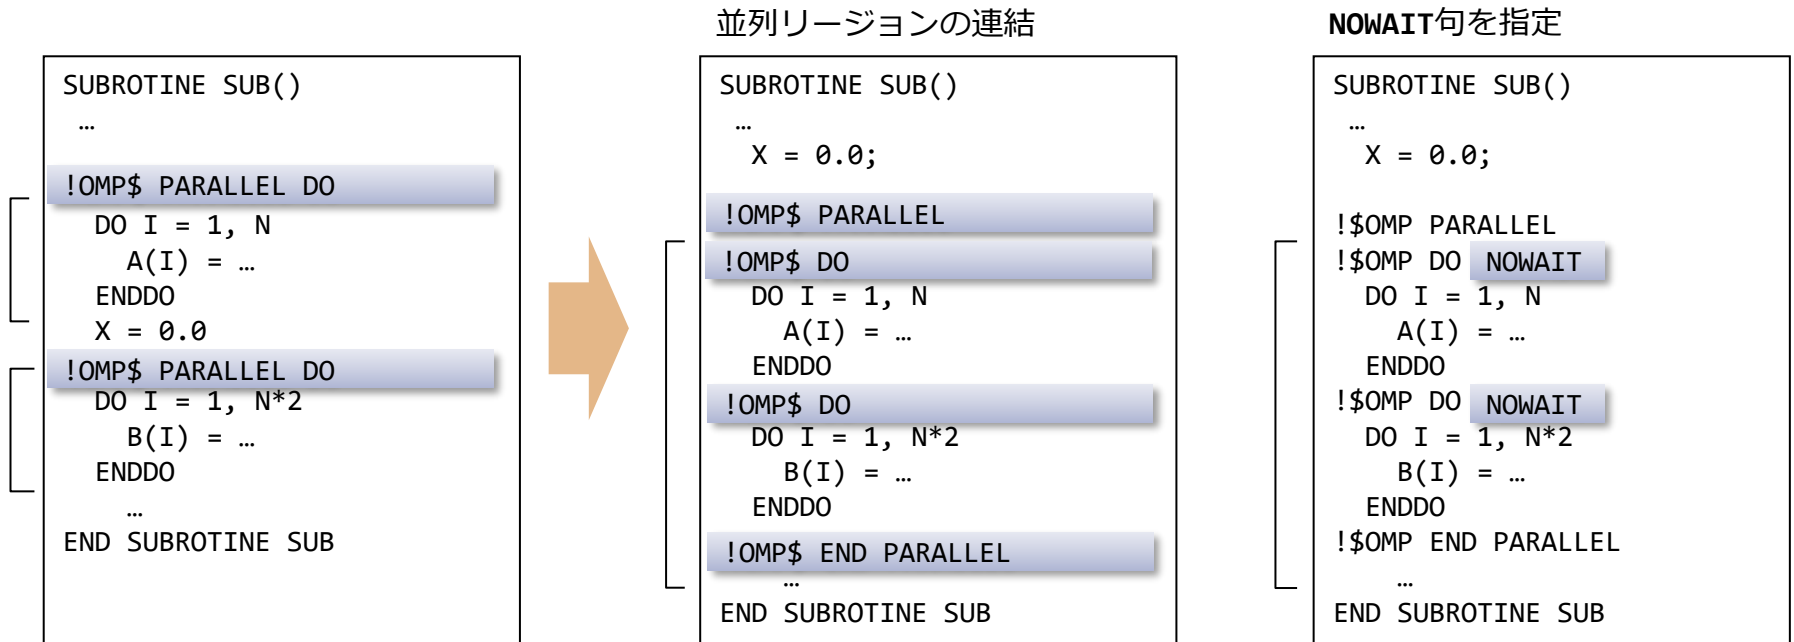 並列リージョンの連結
NOWAIT句を指定
SUBROTINE SUB()
…
!OMP$ PARALLEL DO
DO I = 1, N
A(I) = …
ENDDO
X = 0.0
!OMP$ PARALLEL DO
DO I = 1, N*2
B(I) = …
ENDDO
…
END SUBROTINE SUB
SUBROTINE SUB()
…
X = 0.0;
!OMP$ PARALLEL
!OMP$ DO
DO I = 1, N
A(I) = …
ENDDO
!OMP$ DO
DO I = 1, N*2
B(I) = …
ENDDO
!OMP$ END PARALLEL
…
END SUBROTINE SUB
SUBROTINE SUB()
…
X = 0.0;
!$OMP PARALLEL
!$OMP DO NOWAIT
DO I = 1, N
A(I) = …
ENDDO
!$OMP DO NOWAIT
DO I = 1, N*2
B(I) = …
ENDDO
!$OMP END PARALLEL
…
END SUBROTINE SUB